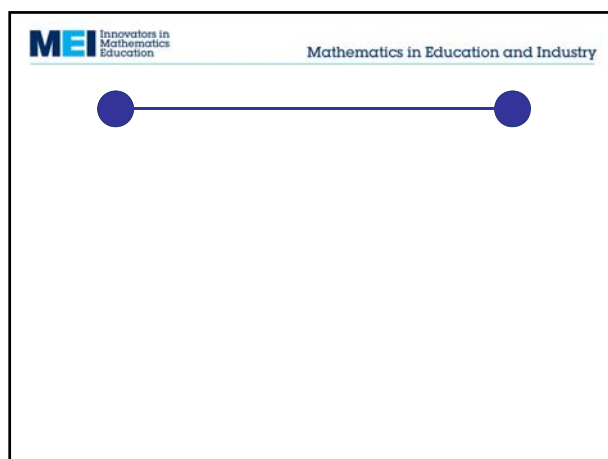 MEI
Innovators in
Mathematics
Education
Mathematics in Education and Industry